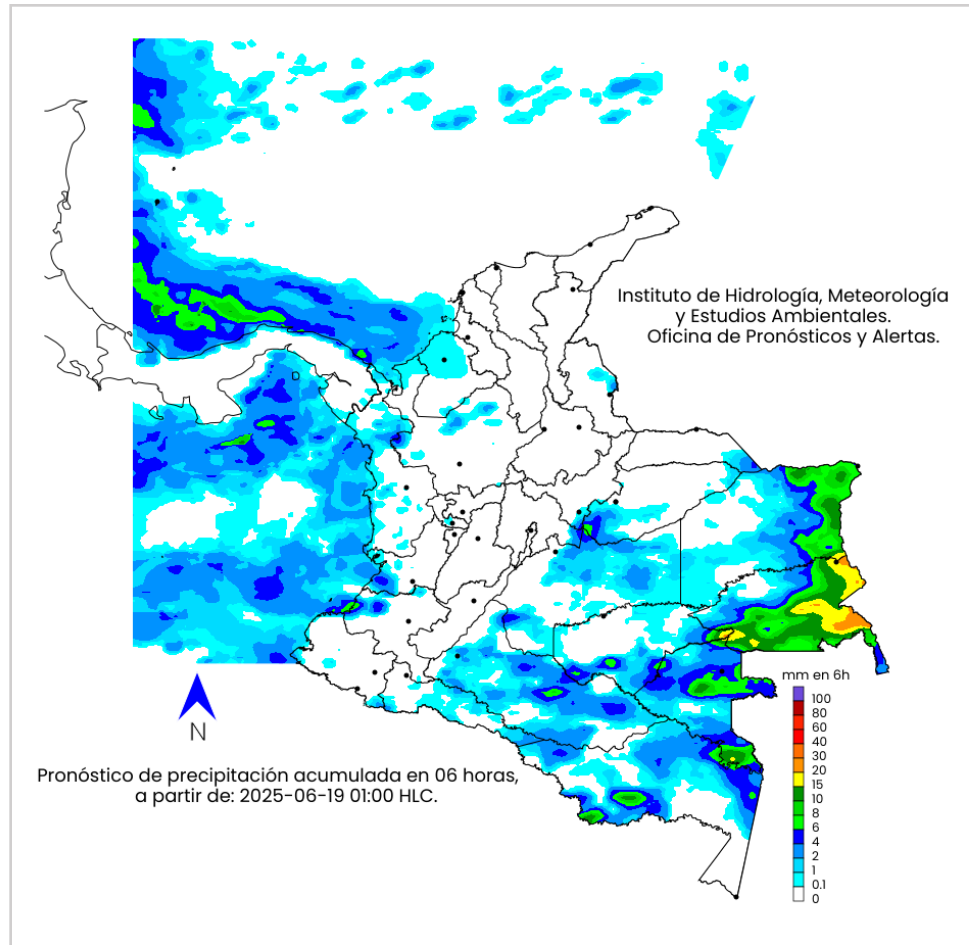 Instituto de Hidrología, Meteorología
y Estudios Ambientales.
Oficina de Pronósticos y Alertas.
mm en 6h
100
80
60
40
30
20
15
10
8
6
4
2
1
0.1
0
N
Pronóstico de precipitación acumulada en 06 horas,
a partir de: 2025-06-19 01:00 HLC.